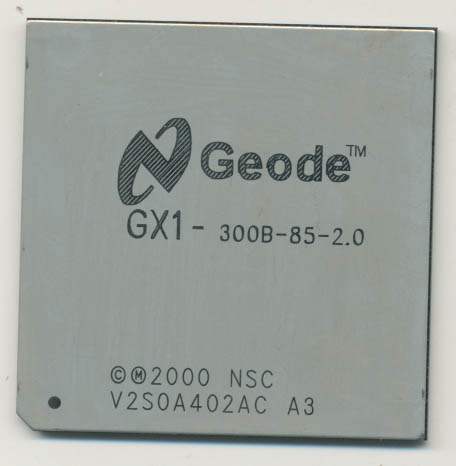 Geode™
GX1 - 300B-85-2.0
©Ⓜ2000 NSC
V2S0A402AC A3